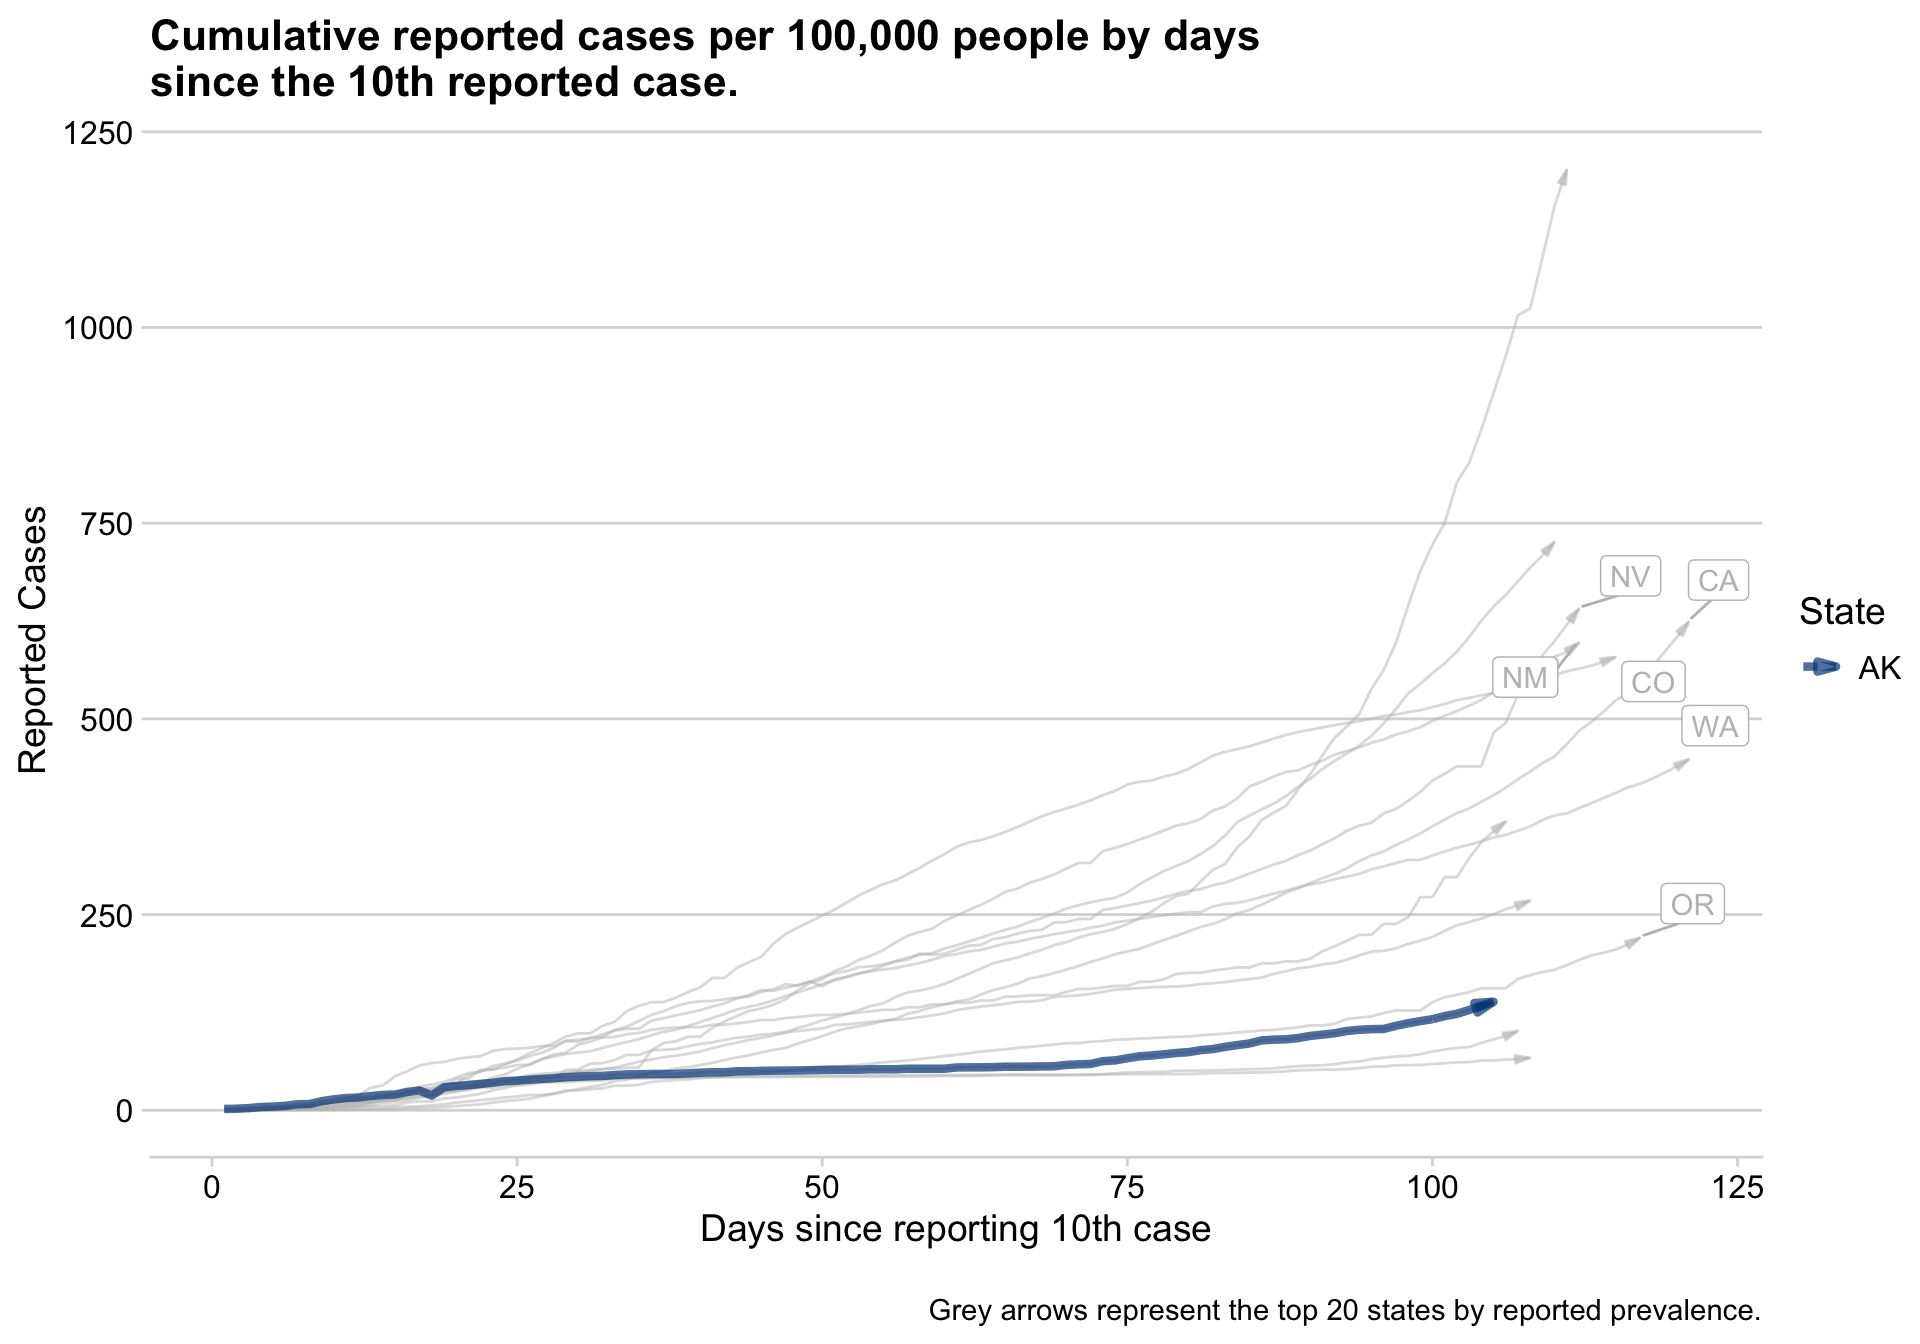 Cumulative reported cases per 100,000 people by days
since the 10th reported case.
1250
1000
750
500
250
0
Reported Cases
NV
CA
NM
CO
WA
OR
State
AK
0 25 50 75 100 125
Days since reporting 10th case
Grey arrows represent the top 20 states by reported prevalence.